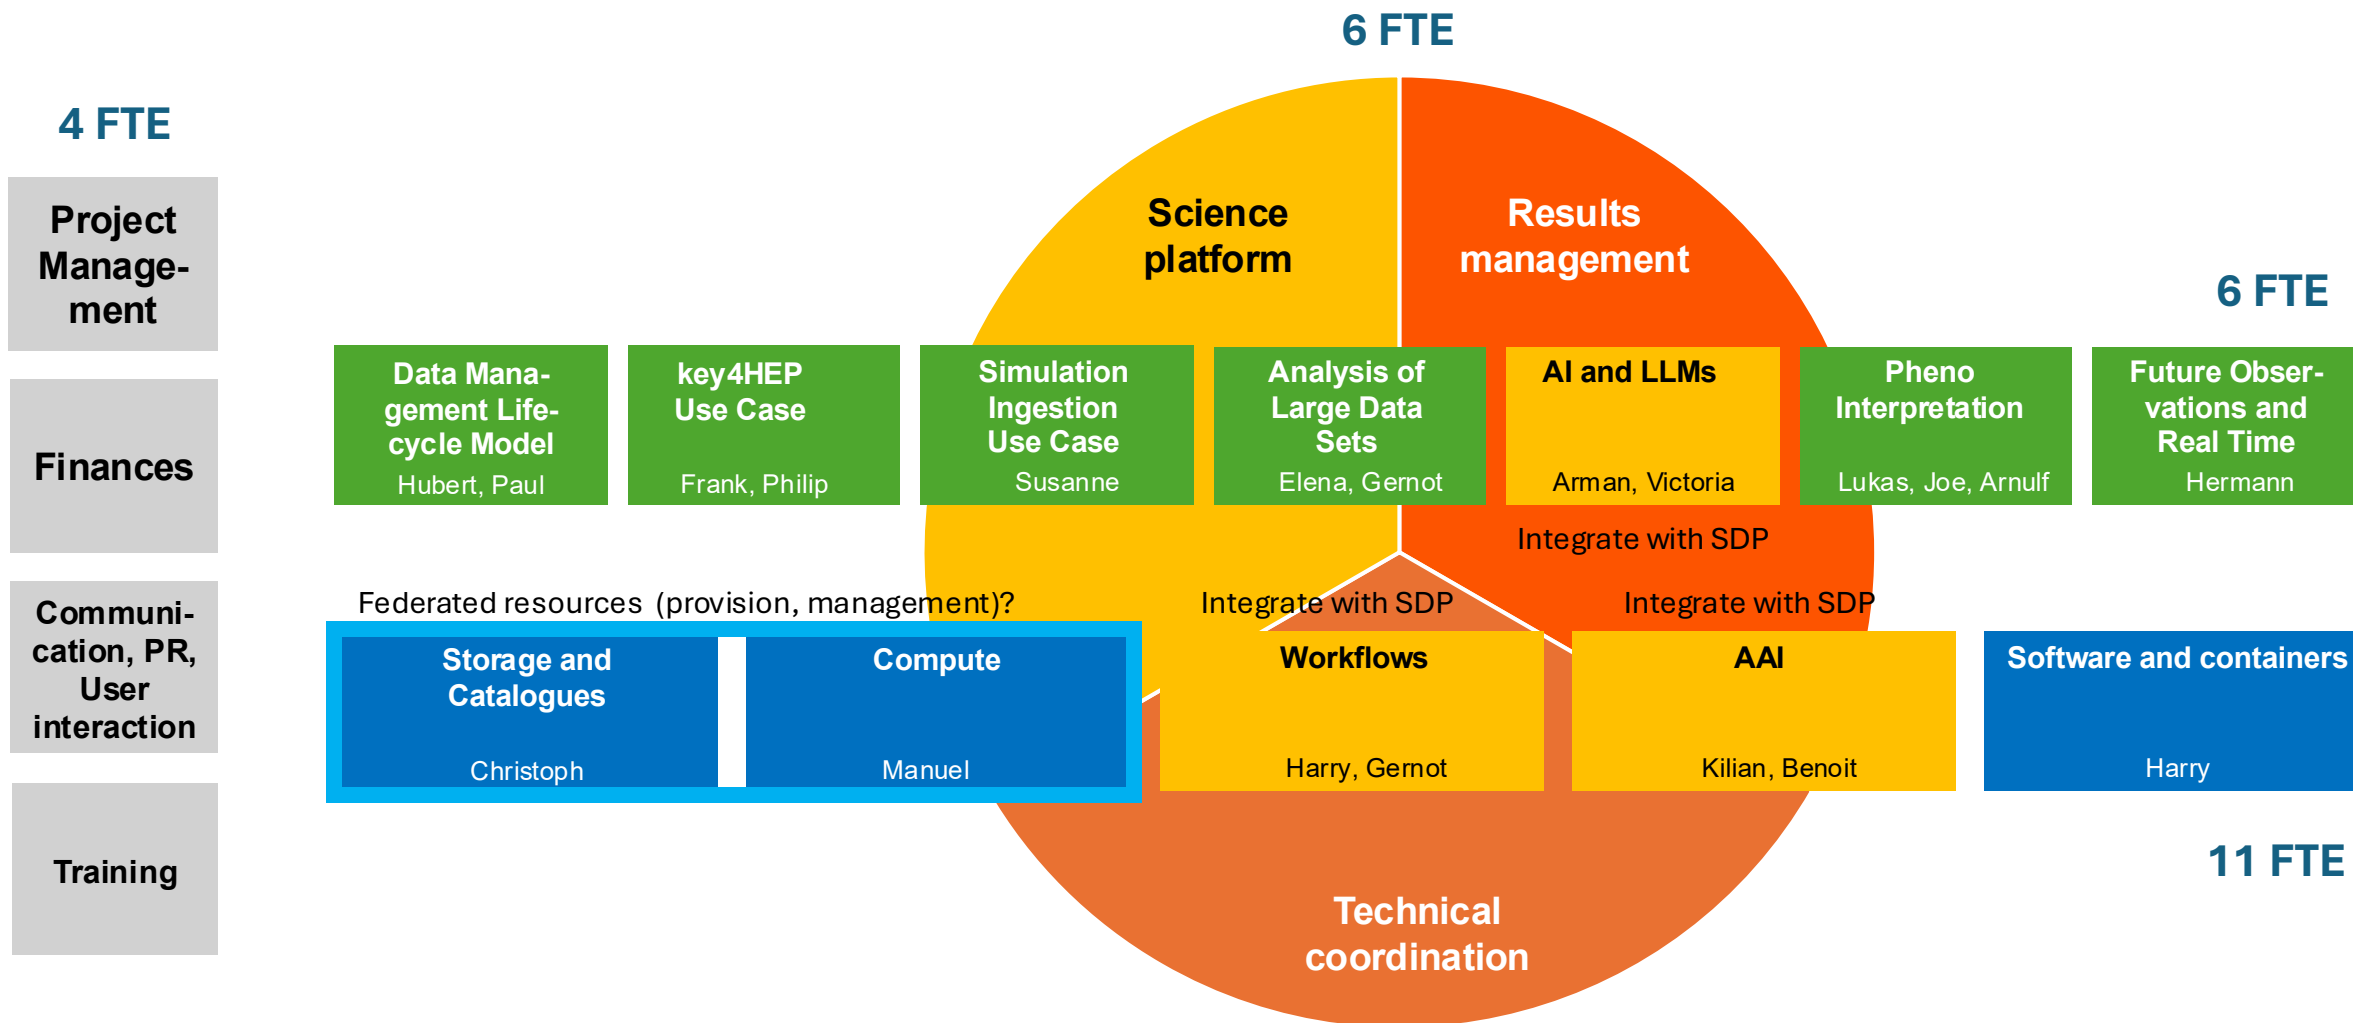 6 FTE
4 FTE
Project
Manage-
ment
Finances
Communi-
cation, PR,
User
interaction
Training
Science
platform
Results
management
6 FTE
Data Mana-
gement Life-
cycle Model
Hubert, Paul
key4HEP
Use Case
Frank, Philip
Simulation
Ingestion
Use Case
Susanne
Analysis of
Large Data
Sets
Elena, Gernot
AI and LLMs
Arman, Victoria
Pheno
Interpretation
Lukas, Joe, Arnulf
Future Obser-
vations and
Real Time
Hermann
Integrate with SDP
Federated resources (provision, management)?
Integrate with SDP
Integrate with SDP
Storage and
Catalogues
Christoph
Compute
Manuel
Workflows
Harry, Gernot
AAI
Kilian, Benoit
Software and containers
Harry
11 FTE
Technical
coordination